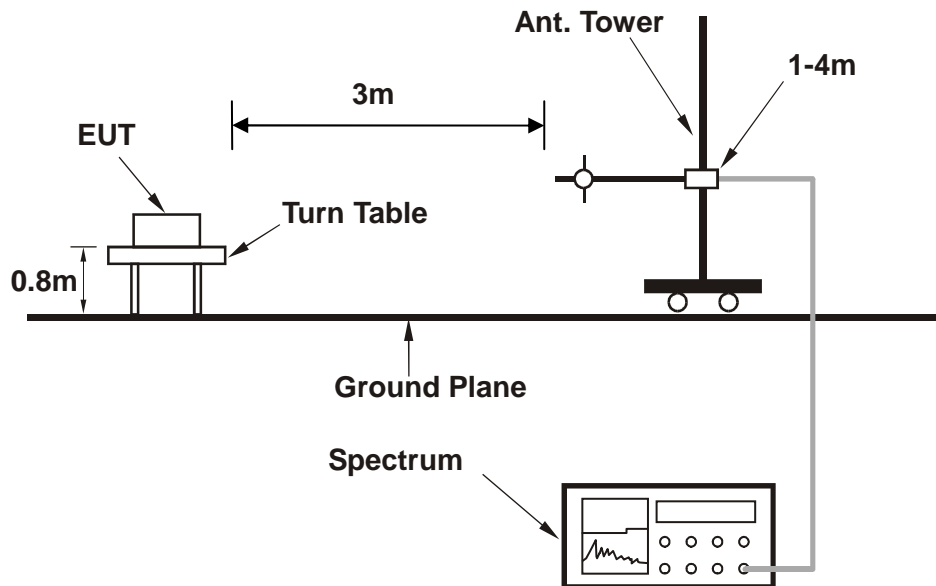 Ant. Tower
1-4m
3m
EUT
Turn Table
0.8m
Ground Plane
Spectrum